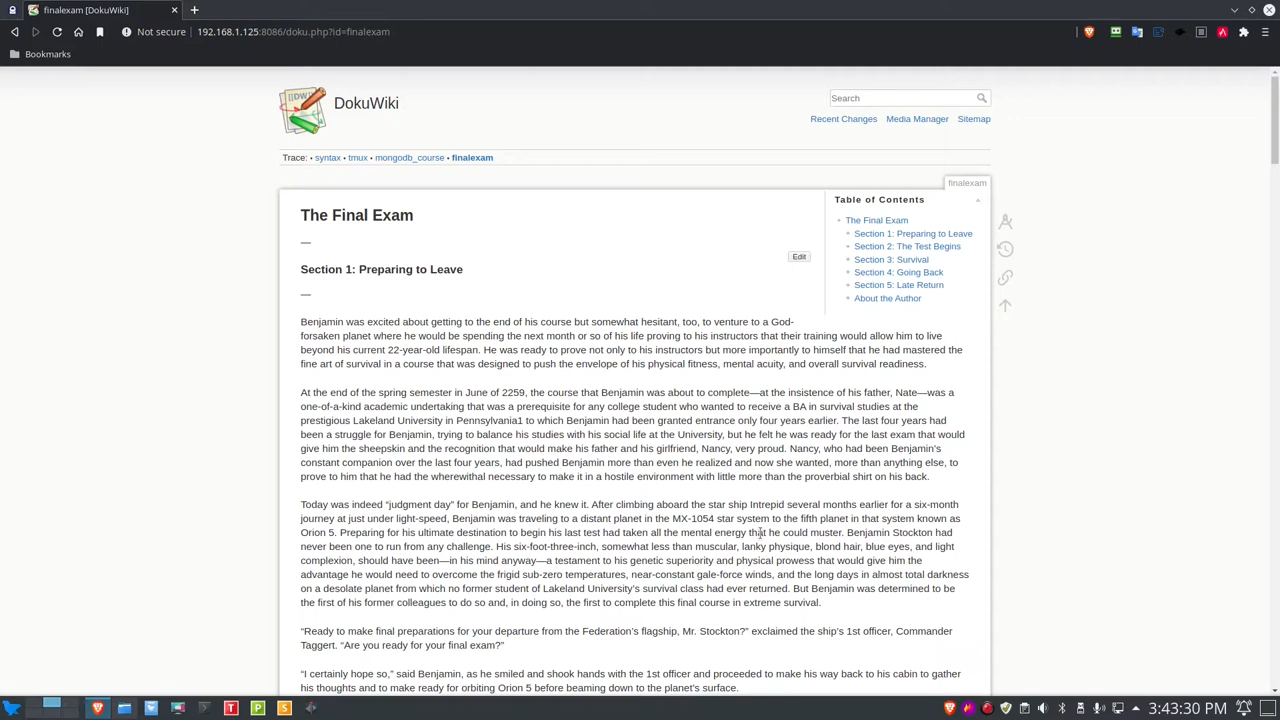 finalexam [DokuWiki]
Not secure 192.168.1.125:8086/doku.php?id=finalexam
Bookmarks
DokuWiki
Search
Recent Changes Media Manager Sitemap
Trace: • syntax • tmux • mongodb_course • finalexam
finalexam
The Final Exam
—
Edit
Section 1: Preparing to Leave
—
Table of Contents
The Final Exam
Section 1: Preparing to Leave
Section 2: The Test Begins
Section 3: Survival
Section 4: Going Back
Section 5: Late Return
About the Author
Benjamin was excited about getting to the end of his course but somewhat hesitant, too, to venture to a God-
forsaken planet where he would be spending the next month or so of his life proving to his instructors that their training would allow him to live
beyond his current 22-year-old lifespan. He was ready to prove not only to his instructors but more importantly to himself that he had mastered the
fine art of survival in a course that was designed to push the envelope of his physical fitness, mental acuity, and overall survival readiness.
At the end of the spring semester in June of 2259, the course that Benjamin was about to complete—at the insistence of his father, Nate—was a
one-of-a-kind academic undertaking that was a prerequisite for any college student who wanted to receive a BA in survival studies at the
prestigious Lakeland University in Pennsylvania1 to which Benjamin had been granted entrance only four years earlier. The last four years had
been a struggle for Benjamin, trying to balance his studies with his social life at the University, but he felt he was ready for the last exam that would
give him the sheepskin and the recognition that would make his father and his girlfriend, Nancy, very proud. Nancy, who had been Benjamin's
constant companion over the last four years, had pushed Benjamin more than even he realized and now she wanted, more than anything else, to
prove to him that he had the wherewithal necessary to make it in a hostile environment with little more than the proverbial shirt on his back.
Today was indeed “judgment day” for Benjamin, and he knew it. After climbing aboard the star ship Intrepid several months earlier for a six-month
journey at just under light-speed, Benjamin was traveling to a distant planet in the MX-1054 star system to the fifth planet in that system known as
Orion 5. Preparing for his ultimate destination to begin his last test had taken all the mental energy that he could muster. Benjamin Stockton had
never been one to run from any challenge. His six-foot-three-inch, somewhat less than muscular, lanky physique, blond hair, blue eyes, and light
complexion, should have been—in his mind anyway—a testament to his genetic superiority and physical prowess that would give him the
advantage he would need to overcome the frigid sub-zero temperatures, near-constant gale-force winds, and the long days in almost total darkness
on a desolate planet from which no former student of Lakeland University's survival class had ever returned. But Benjamin was determined to be
the first of his former colleagues to do so and, in doing so, the first to complete this final course in extreme survival.
“Ready to make final preparations for your departure from the Federation's flagship, Mr. Stockton?” exclaimed the ship's 1st officer, Commander
Taggert. “Are you ready for your final exam?”
“I certainly hope so,” said Benjamin, as he smiled and shook hands with the 1st officer and proceeded to make his way back to his cabin to gather
his thoughts and to make ready for orbiting Orion 5 before beaming down to the planet's surface.
T P S
3:43:30 PM